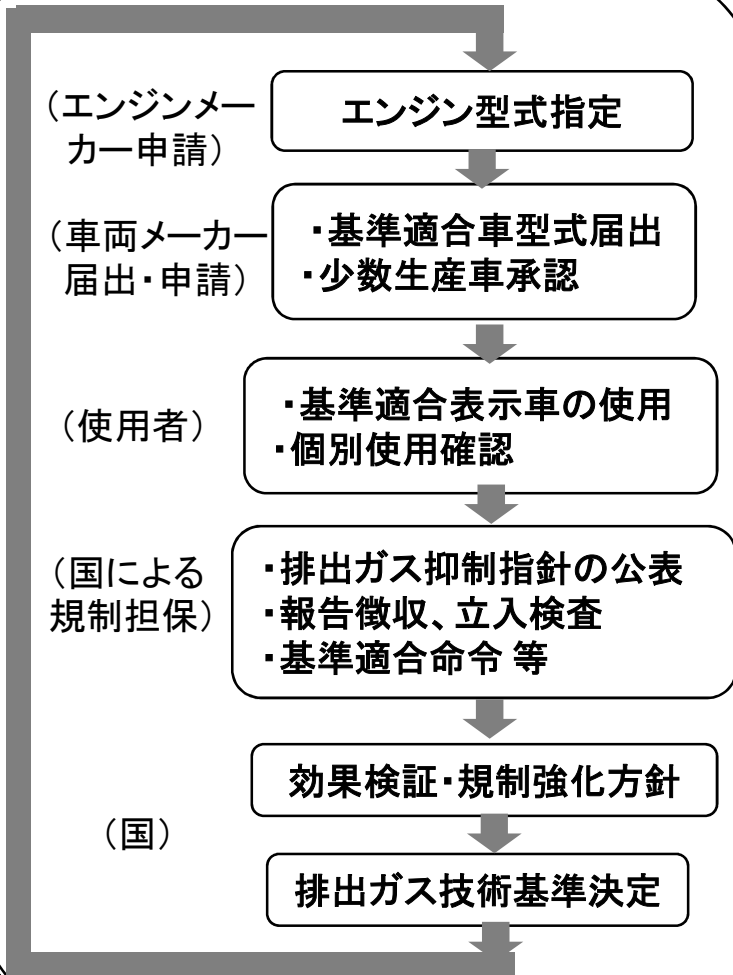 （エンジンメー
カー申請）
エンジン型式指定
（車両メーカー
届出・申請）
・基準適合車型式届出
・少数生産車承認
（使用者）
・基準適合表示車の使用
・個別使用確認
（国による
規制担保）
・排出ガス抑制指針の公表
・報告徴収、立入検査
・基準適合命令 等
効果検証・規制強化方針
（国）
排出ガス技術基準決定